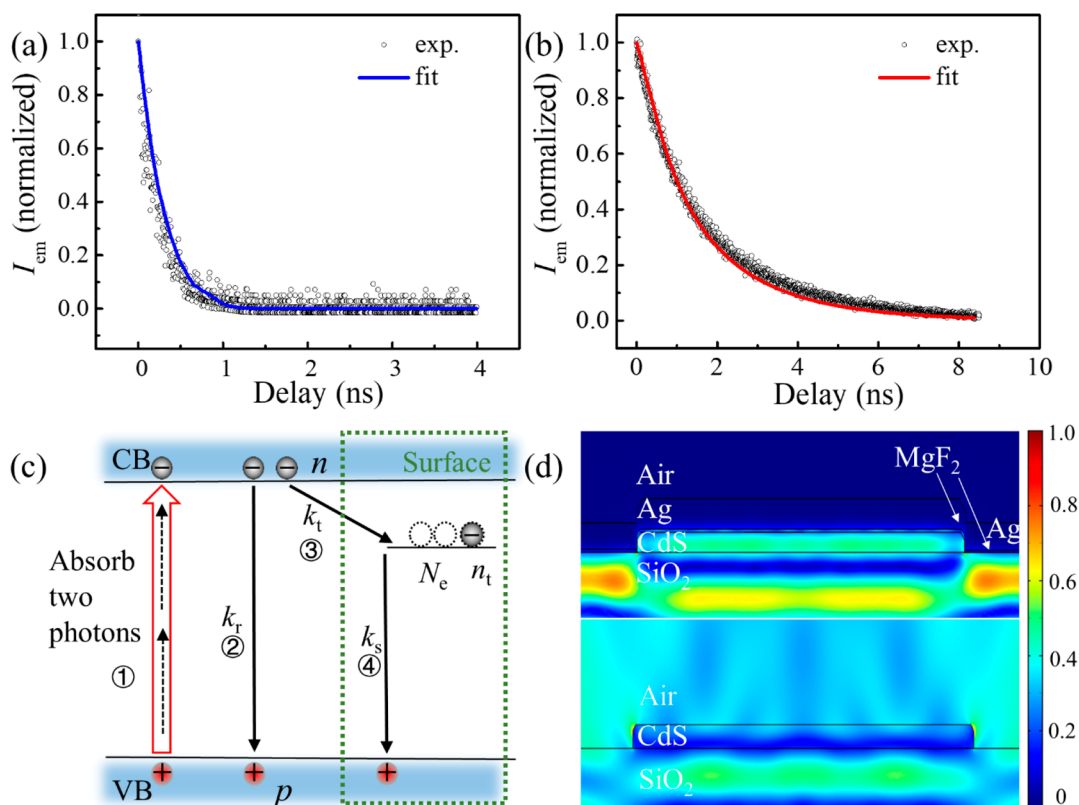 (a)
1.0
0.8
0.6
0.4
0.2
0.0
I_em (normalized)
exp.
fit
0 1 2 3 4
Delay (ns)
(b)
1.0
0.8
0.6
0.4
0.2
0.0
I_em (normalized)
exp.
fit
0 2 4 6 8 10
Delay (ns)
(c)
CB
n
Surface
k_t
③
N_e n_t
Absorb
two
photons
①
k_r
②
k_s
④
VB
p
(d)
Air
MgF₂
Ag
Ag
CdS
SiO₂
Air
CdS
SiO₂
1.0
0.8
0.6
0.4
0.2
0